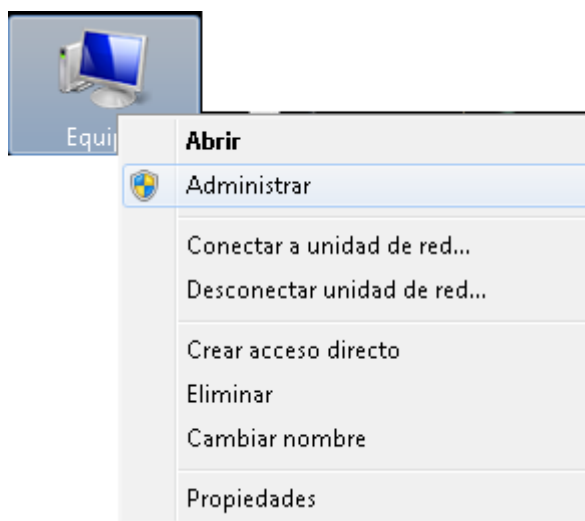 Abrir
Administrar
Conectar a unidad de red...
Desconectar unidad de red...
Crear acceso directo
Eliminar
Cambiar nombre
Propiedades